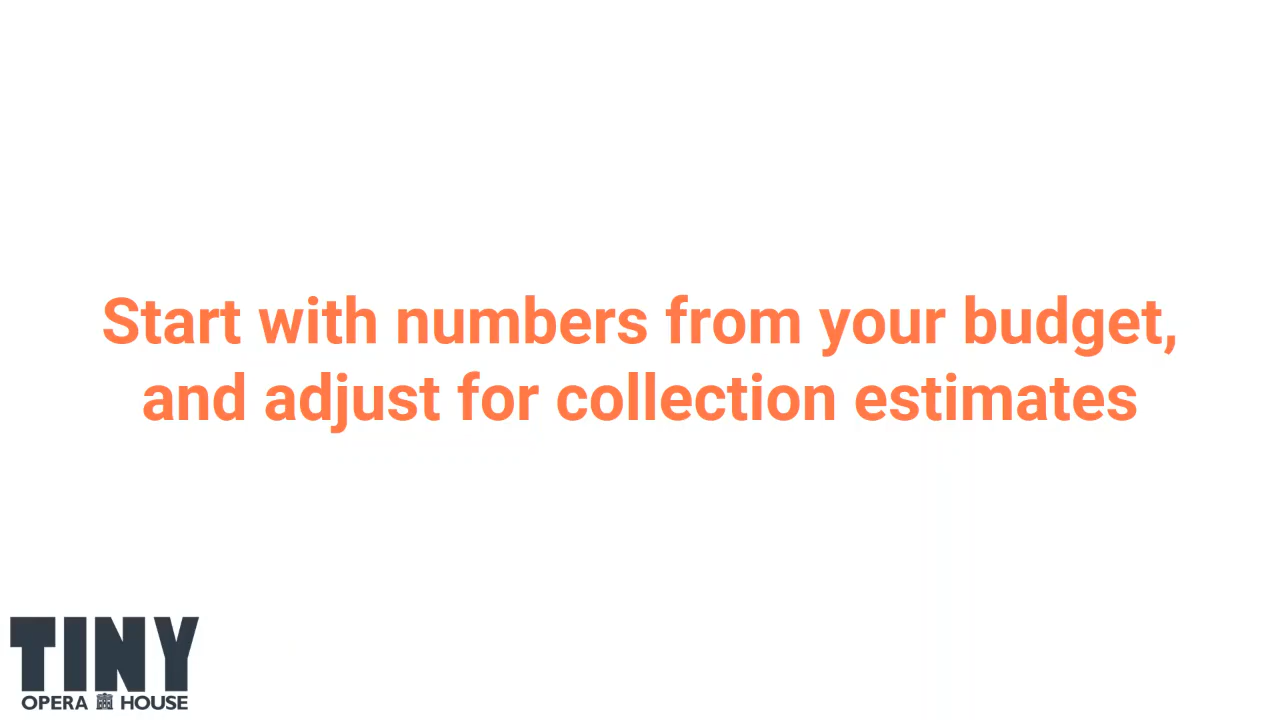 Start with numbers from your budget,
and adjust for collection estimates
TINY
OPERA HOUSE